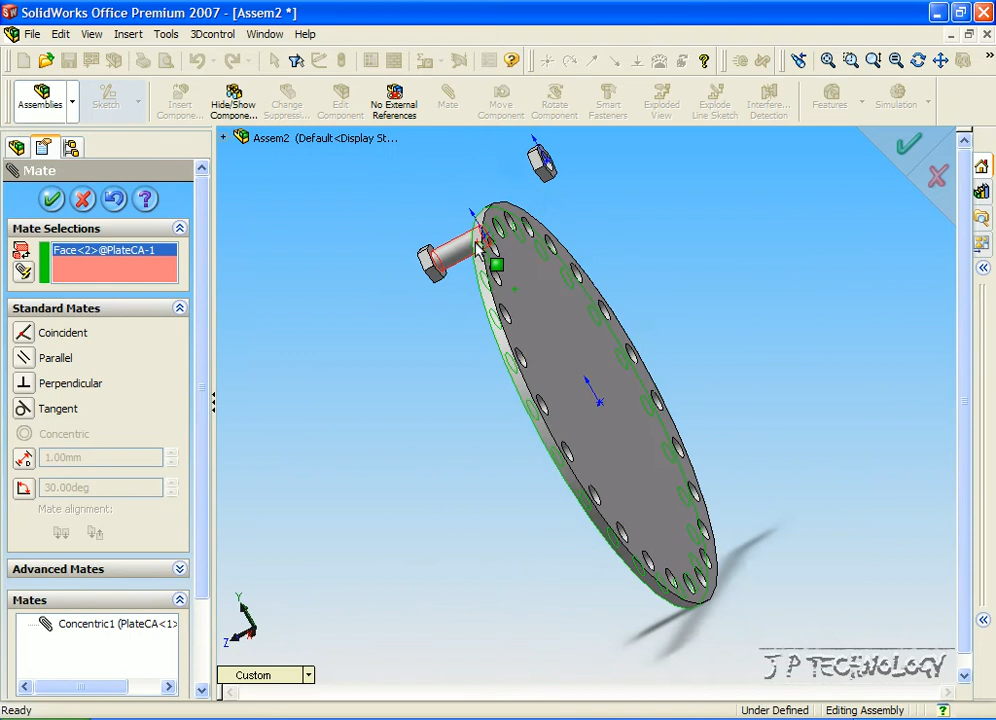 SolidWorks Office Premium 2007 - [Assem2 *]
File Edit View Insert Tools 3Dcontrol Window Help
Assemblies Sketch Insert Compone... Hide/Show Compone... Change Suppressi... Edit Component No External References Mate Move Component Rotate Component Smart Fasteners Exploded View Explode Line Sketch Interfere... Detection Features Simulation
Assem2 (Default<Display St...
Mate
Mate Selections
Face<2>@PlateCA-1
Standard Mates
Coincident
Parallel
Perpendicular
Tangent
Concentric
1.00mm
30.00deg
Mate alignment:
Advanced Mates
Mates
Concentric1 (PlateCA<1>
Y
Z
Custom
J P TECHNOLOGY
Ready Under Defined Editing Assembly